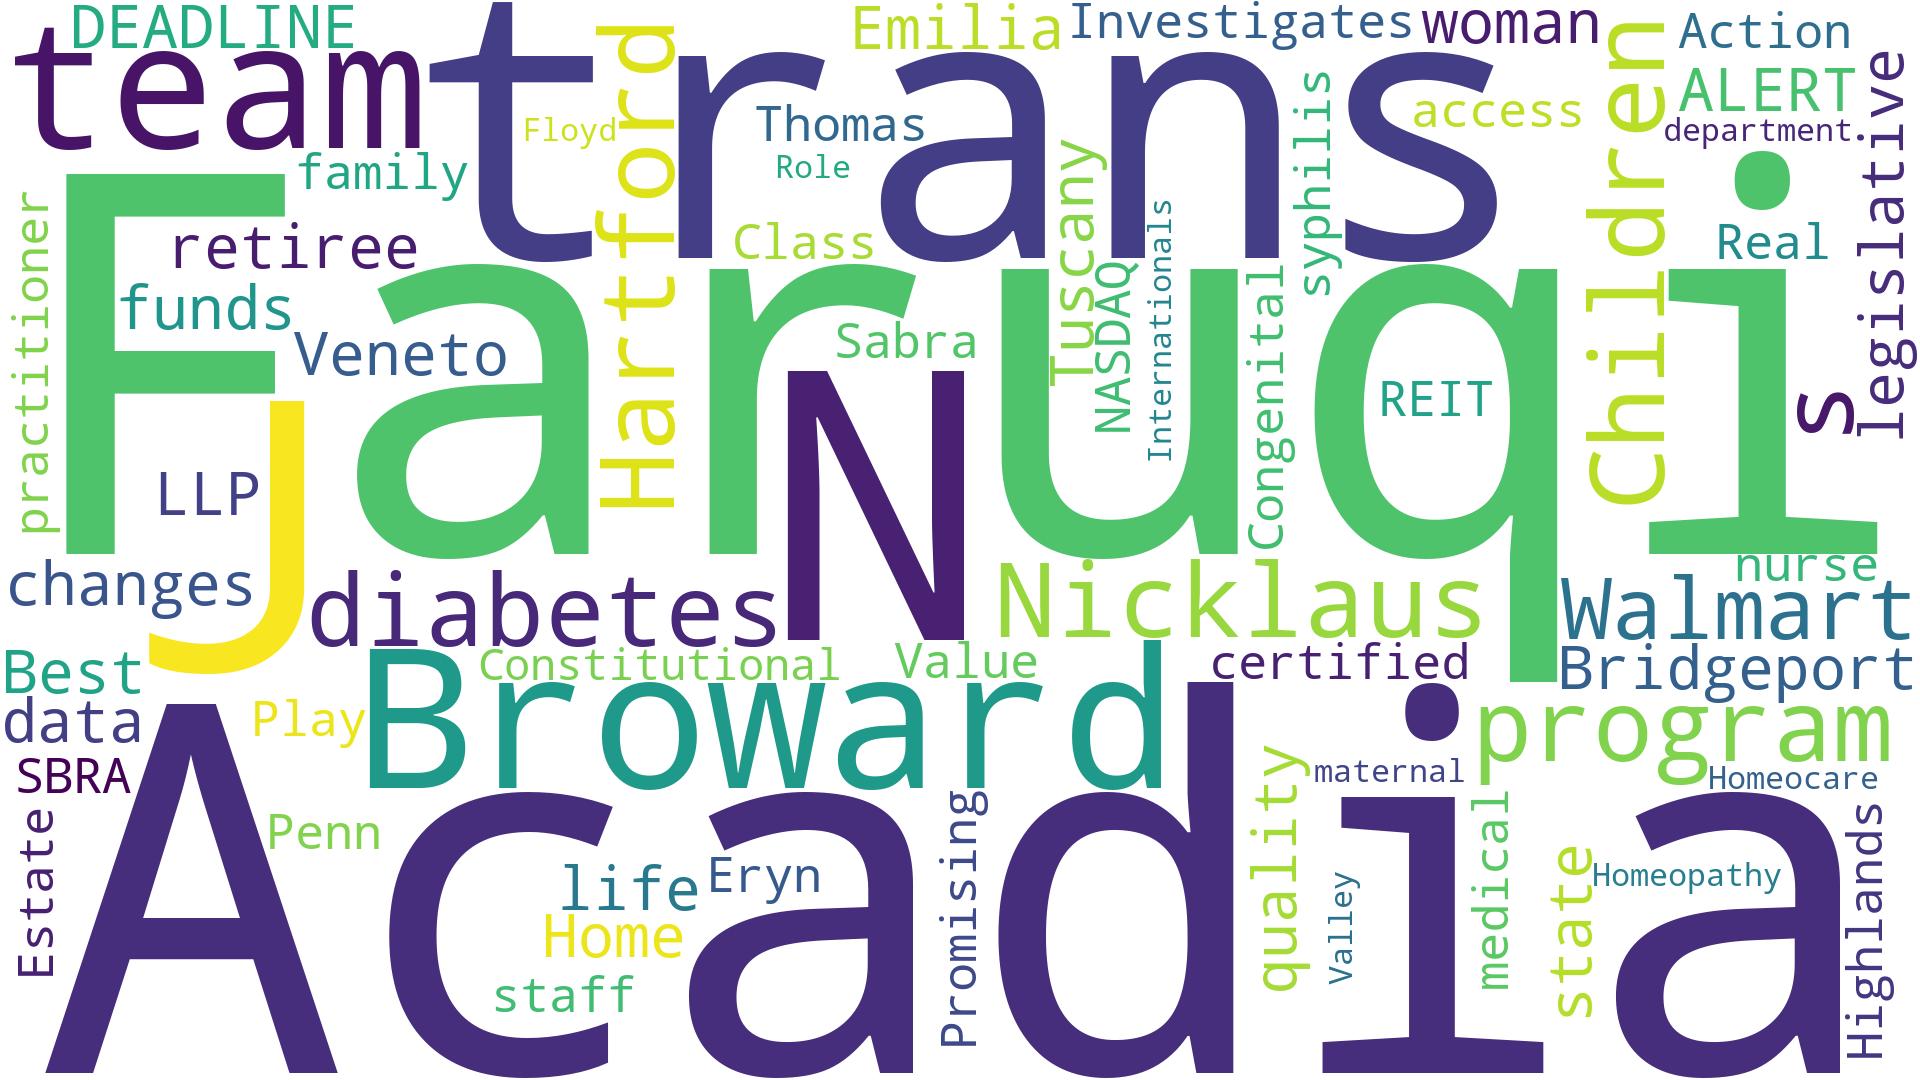 DEADLINE
team
trans
Hartford
Emilia
Investigates
woman
Children
Action
ALERT
department
legislative
Floyd
Thomas
Role
access
syphilis
family
practitioner
Faruqi
retiree
Class
Tuscany
NASDAQ
Internationals
Congenital
Real
funds
Veneto
Sabra
REIT
s
J
N
LLP
changes
diabetes
Nicklaus
nurse
Walmart
Best
Broward
Constitutional
Value
certified
Bridgeport
data
Play
program
SBRA
maternal
Homeocare
Acadia
Estate
Penn
life
Eryn
Home
staff
Promising
quality
Valley
medical
state
Homeopathy
Highlands